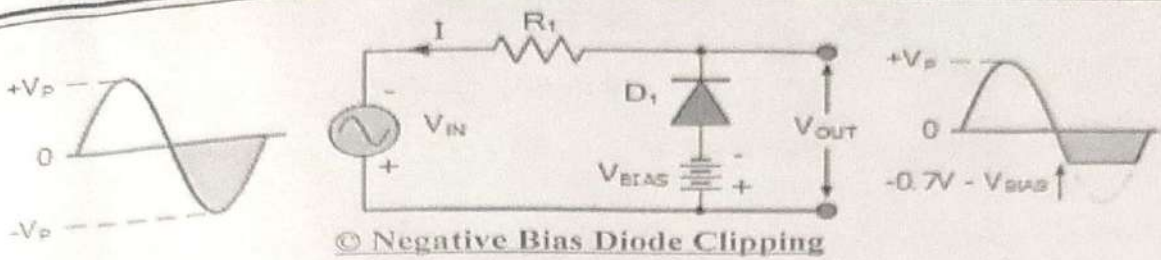 +VP
0
-VP
I
R1
-
VIN
+
D1
VBIAS
-
+
VOUT
+VP
0
-0.7V - VBIAS
© Negative Bias Diode Clipping